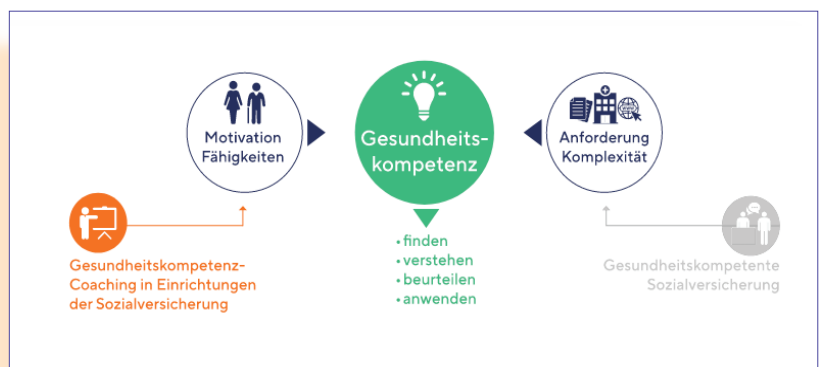 Motivation
Fähigkeiten
Gesundheits-
kompetenz
Anforderung
Komplexität
• finden
• verstehen
• beurteilen
• anwenden
Gesundheitskompetenz-
Coaching in Einrichtungen
der Sozialversicherung
Gesundheitskompetente
Sozialversicherung